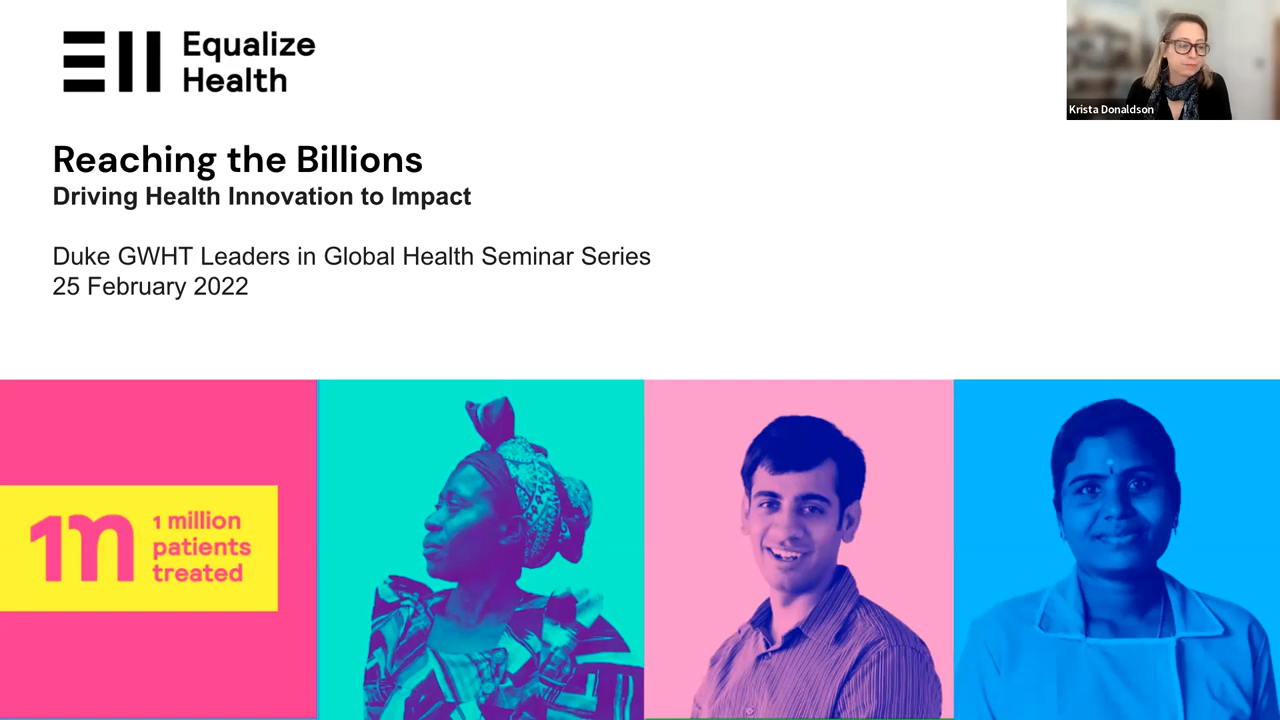 Equalize
Health
Krista Donaldson
Reaching the Billions
Driving Health Innovation to Impact
Duke GWHT Leaders in Global Health Seminar Series
25 February 2022
1m
1 million
patients
treated